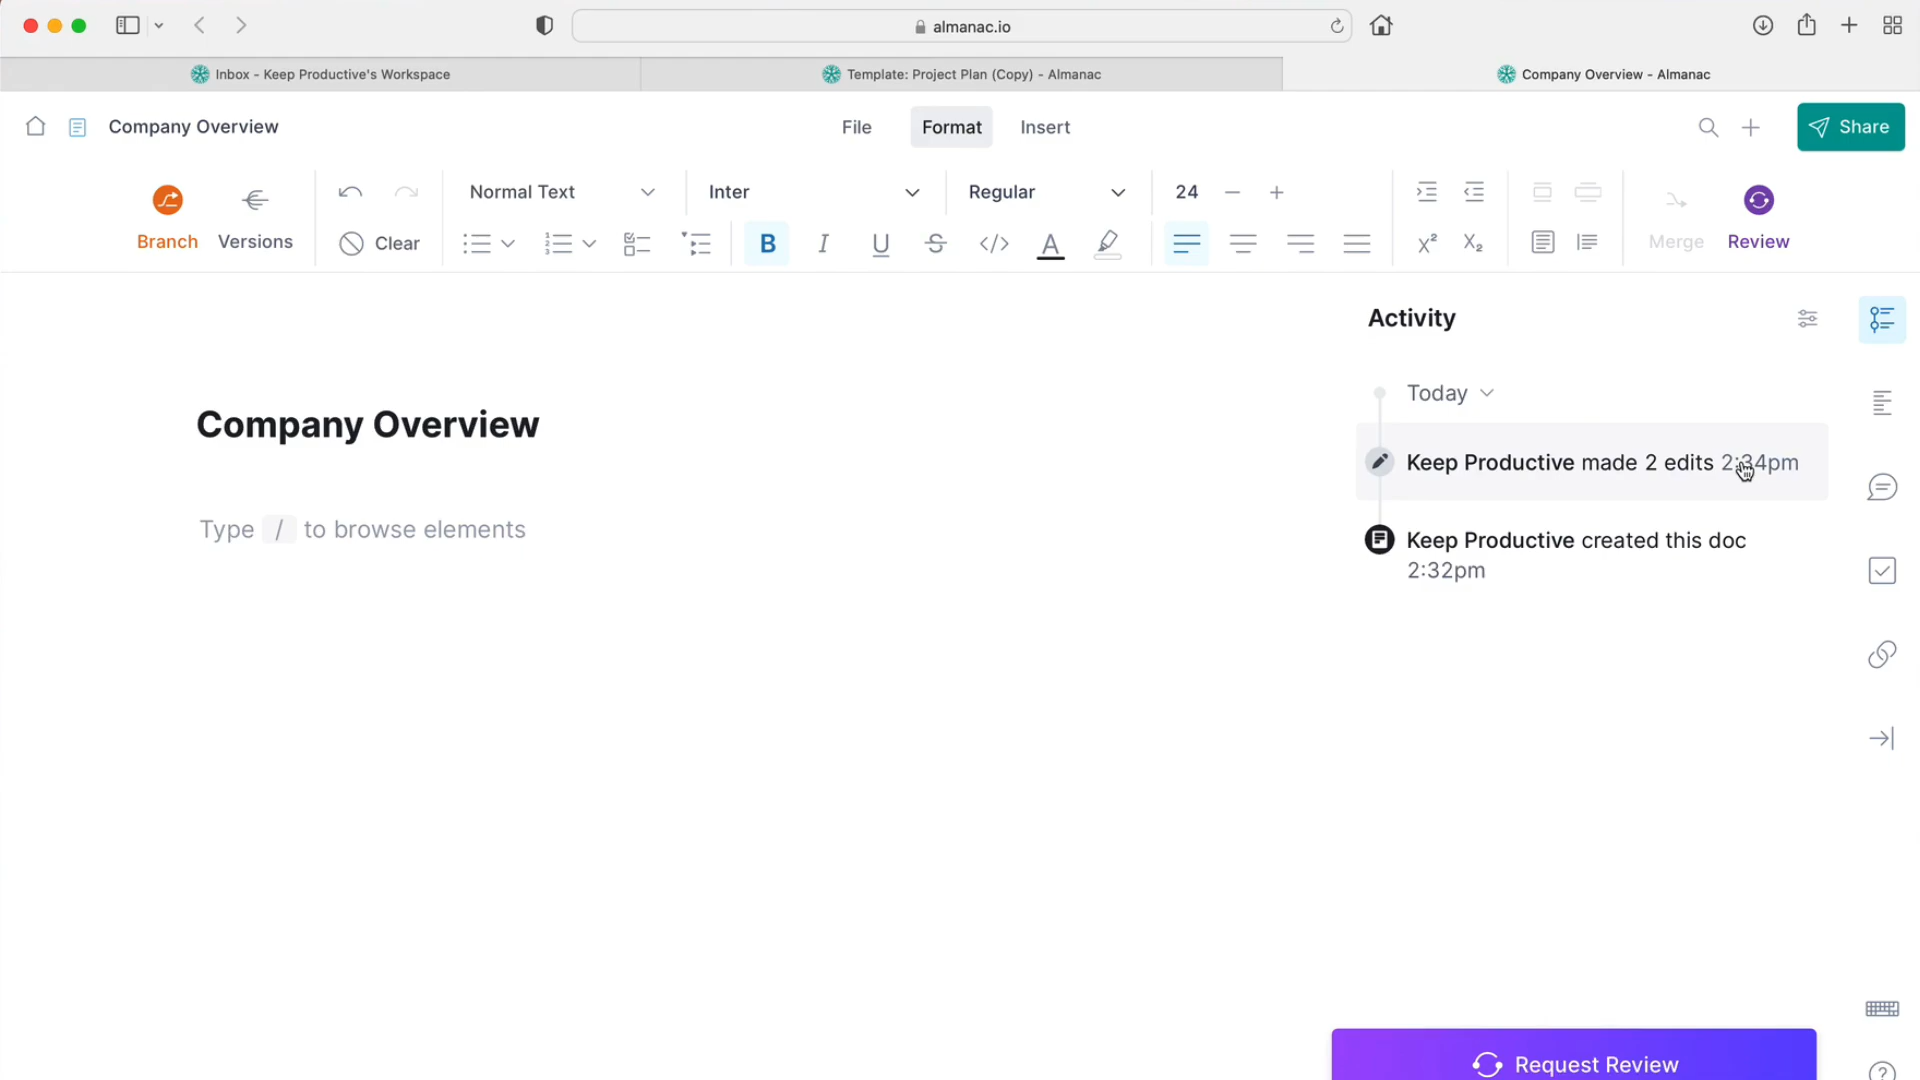 almanac.io
Inbox - Keep Productive's Workspace
Template: Project Plan (Copy) - Almanac
Company Overview - Almanac
Company Overview
File
Format
Insert
Share
Normal Text
Inter
Regular
24
Branch
Versions
Clear
B
I
U
S
</>
A
X²
X₂
Merge
Review
Activity
Today
Company Overview
Keep Productive made 2 edits 2:34pm
Type / to browse elements
Keep Productive created this doc
2:32pm
Request Review